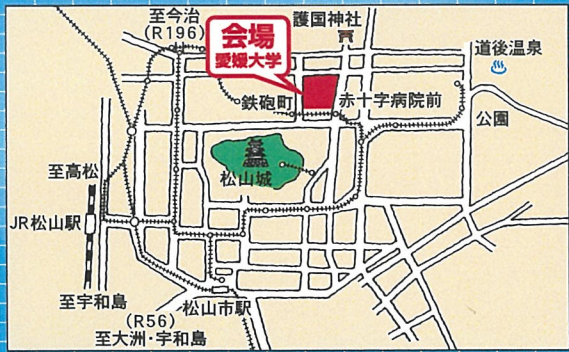 至今治
(R196)
護国神社
会場
愛媛大学
道後温泉
鉄砲町
赤十字病院前
公園
至高松
松山城
JR松山駅
至宇和島
松山市駅
(R56)
至大洲・宇和島